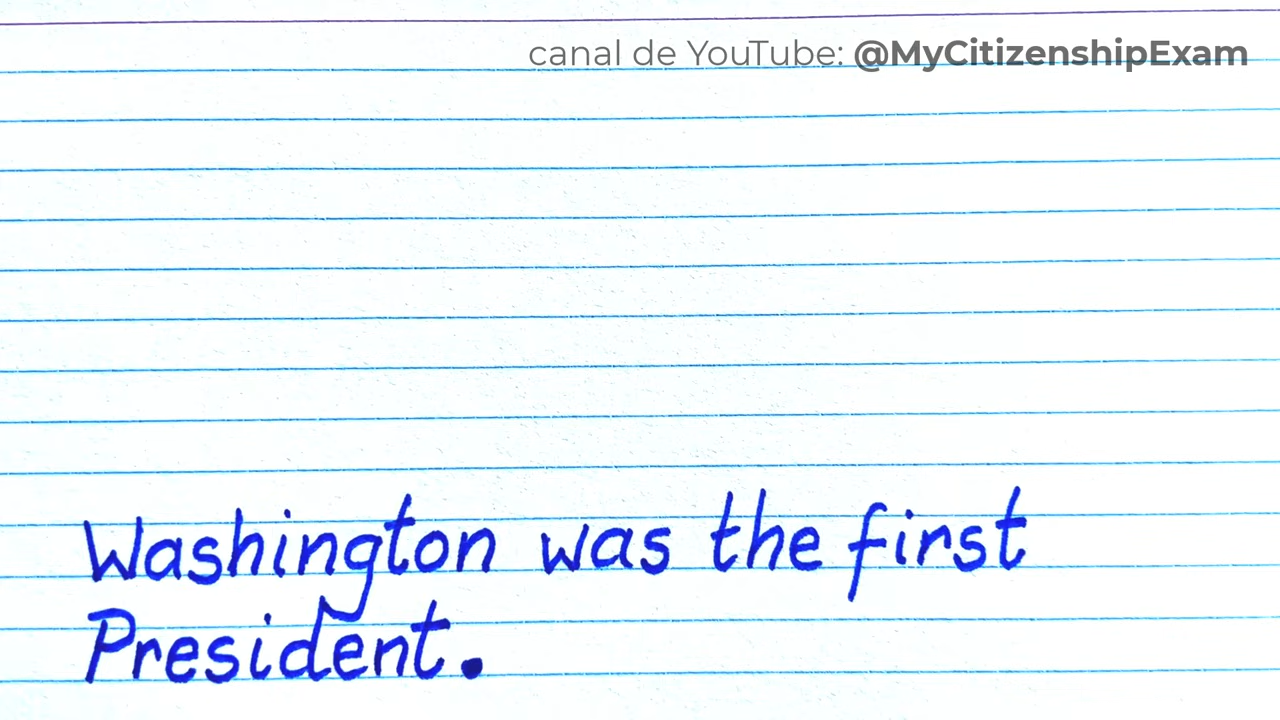 canal de YouTube: @MyCitizenshipExam
Washington was the first
President.